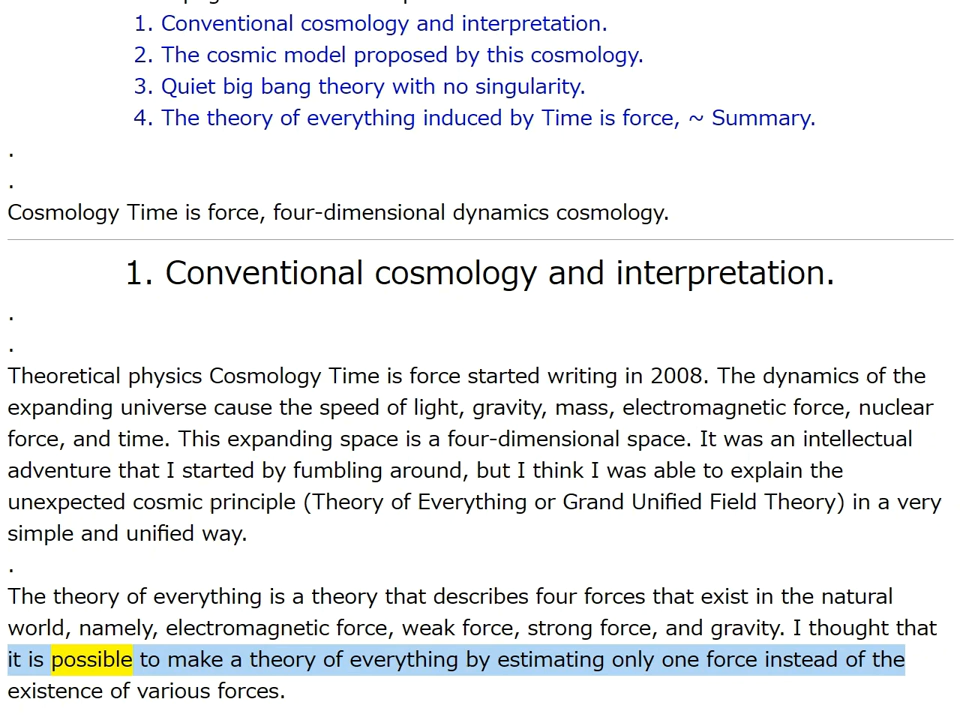 1. Conventional cosmology and interpretation.
2. The cosmic model proposed by this cosmology.
3. Quiet big bang theory with no singularity.
4. The theory of everything induced by Time is force, ~ Summary.
.
.
Cosmology Time is force, four-dimensional dynamics cosmology.
1. Conventional cosmology and interpretation.
.
.
Theoretical physics Cosmology Time is force started writing in 2008. The dynamics of the
expanding universe cause the speed of light, gravity, mass, electromagnetic force, nuclear
force, and time. This expanding space is a four-dimensional space. It was an intellectual
adventure that I started by fumbling around, but I think I was able to explain the
unexpected cosmic principle (Theory of Everything or Grand Unified Field Theory) in a very
simple and unified way.
.
The theory of everything is a theory that describes four forces that exist in the natural
world, namely, electromagnetic force, weak force, strong force, and gravity. I thought that
it is possible to make a theory of everything by estimating only one force instead of the
existence of various forces.